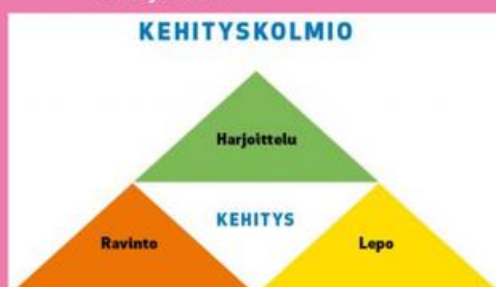 KEHITYSKOLMIO
Harjoittelu
KEHITYS
Ravinto
Lepo